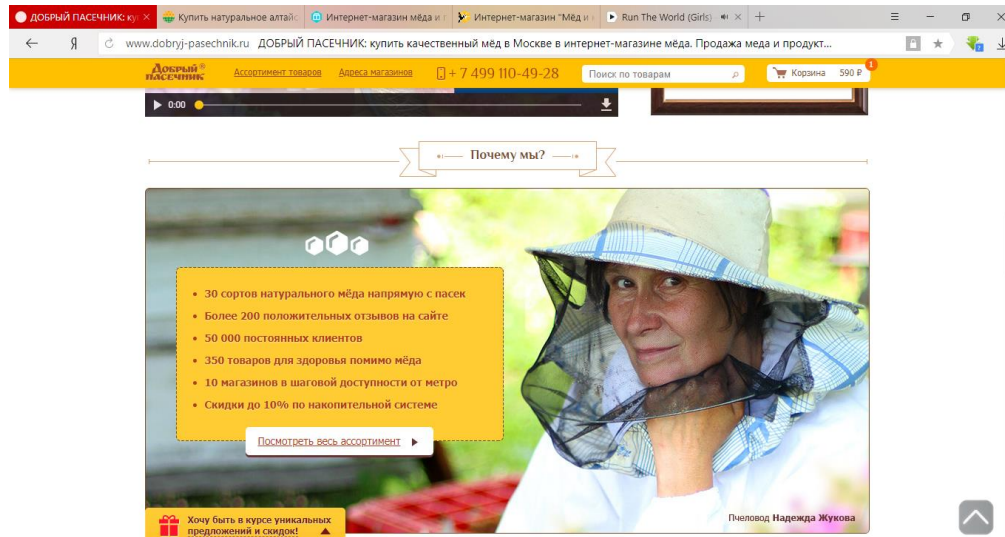 ДОБРЫЙ ПАСЕЧНИК: ку
Купить натуральное алтайс
Интернет-магазин мёда и
Интернет-магазин "Мёд и
Run The World (Girls)
Я
www.dobryj-pasechnik.ru ДОБРЫЙ ПАСЕЧНИК: купить качественный мёд в Москве в интернет-магазине мёда. Продажа меда и продукт...
ДОБРЫЙ®
ПАСЕЧНИК
Ассортимент товаров
Адреса магазинов
+ 7 499 110-49-28
Поиск по товарам
Корзина 590 ₽
1
0:00
Почему мы?
• 30 сортов натурального мёда напрямую с пасек
• Более 200 положительных отзывов на сайте
• 50 000 постоянных клиентов
• 350 товаров для здоровья помимо мёда
• 10 магазинов в шаговой доступности от метро
• Скидки до 10% по накопительной системе
Посмотреть весь ассортимент
Пчеловод Надежда Жукова
Хочу быть в курсе уникальных
предложений и скидок!